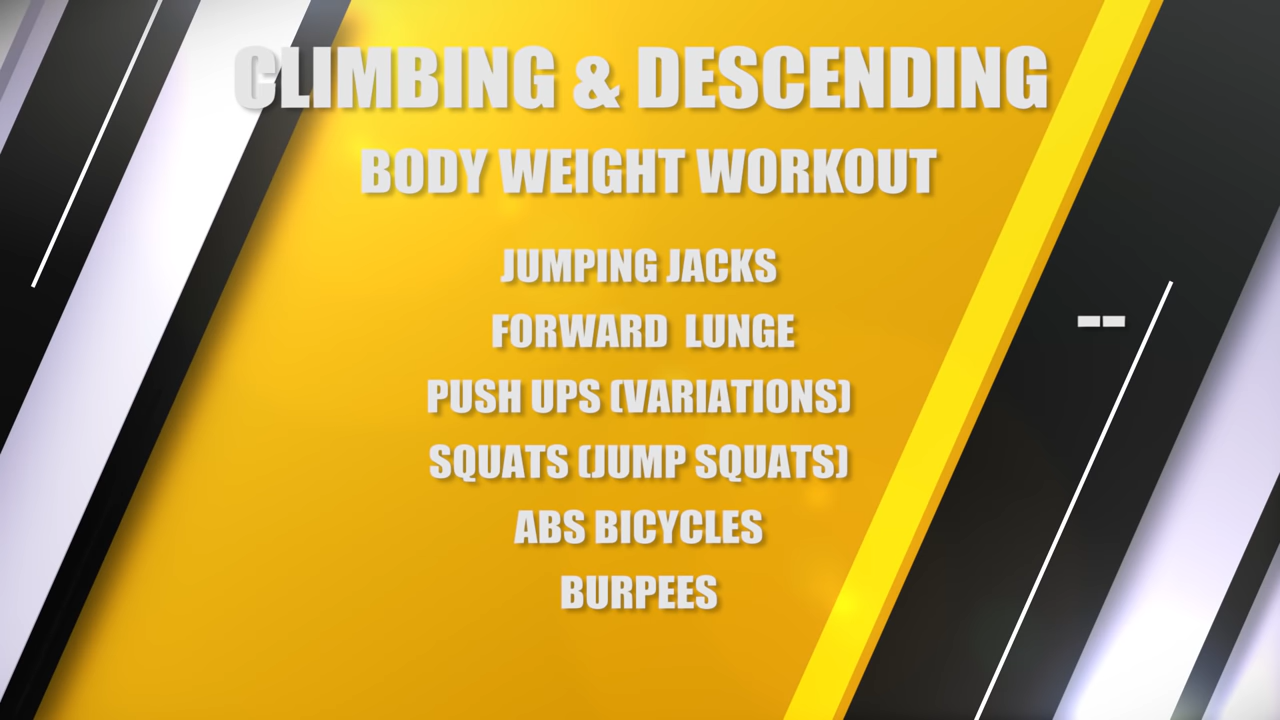 CLIMBING & DESCENDING
BODY WEIGHT WORKOUT
JUMPING JACKS
FORWARD LUNGE
PUSH UPS (VARIATIONS)
SQUATS (JUMP SQUATS)
--
ABS BICYCLES
BURPEES